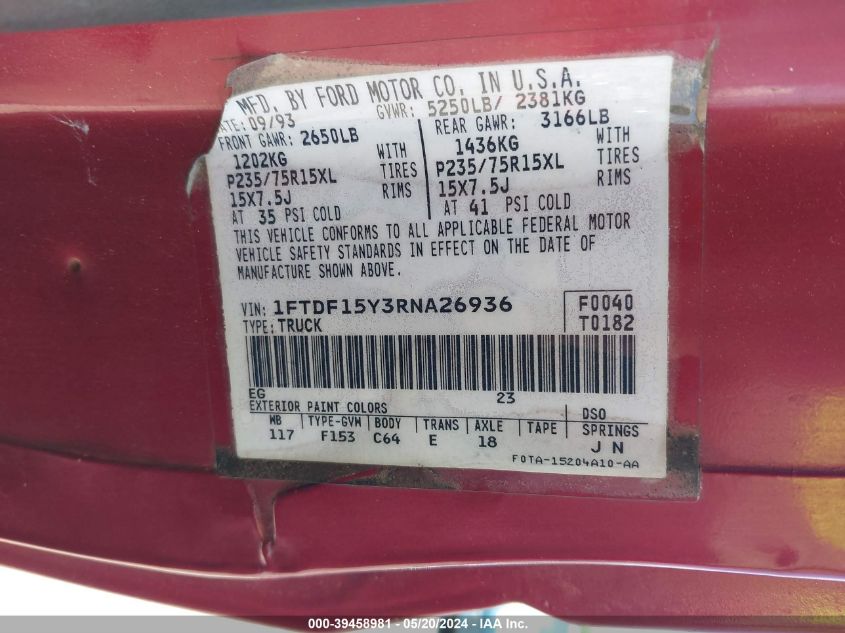 MFD. BY FORD MOTOR CO. IN U.S.A.
DATE: 09/93 GVWR: 5250LB/ 2381KG
FRONT GAWR: 2650LB REAR GAWR: 3166LB
1202KG WITH 1436KG WITH
P235/75R15XL TIRES P235/75R15XL TIRES
15X7.5J RIMS 15X7.5J RIMS
AT 35 PSI COLD AT 41 PSI COLD
THIS VEHICLE CONFORMS TO ALL APPLICABLE FEDERAL MOTOR
VEHICLE SAFETY STANDARDS IN EFFECT ON THE DATE OF
MANUFACTURE SHOWN ABOVE.
VIN: 1FTDF15Y3RNA26936 F0040
TYPE: TRUCK T0182
EG 23
EXTERIOR PAINT COLORS DSO
WB TYPE-GVM BODY TRANS AXLE TAPE SPRINGS
117 F153 C64 E 18 J N
F0TA-15204A10-AA
000-39458981 - 05/20/2024 - IAA Inc.